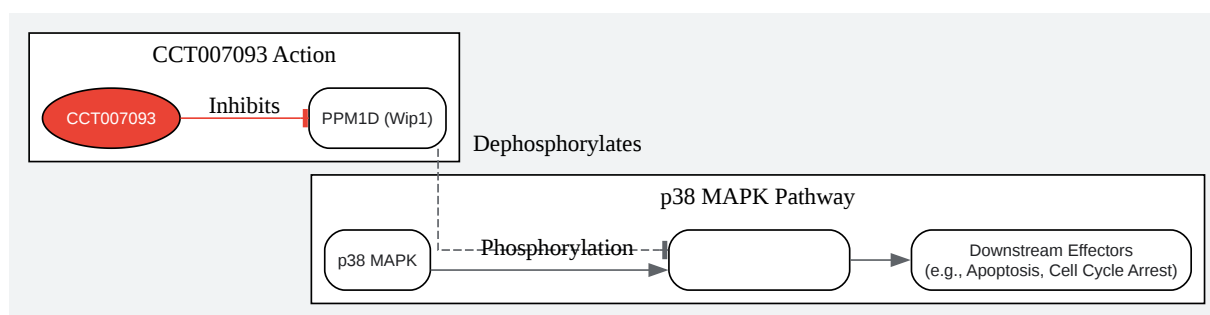 CCT007093 Action
CCT007093
Inhibits
PPM1D (Wip1)
Dephosphorylates
p38 MAPK Pathway
p38 MAPK
Phosphorylation
Downstream Effectors
(e.g., Apoptosis, Cell Cycle Arrest)